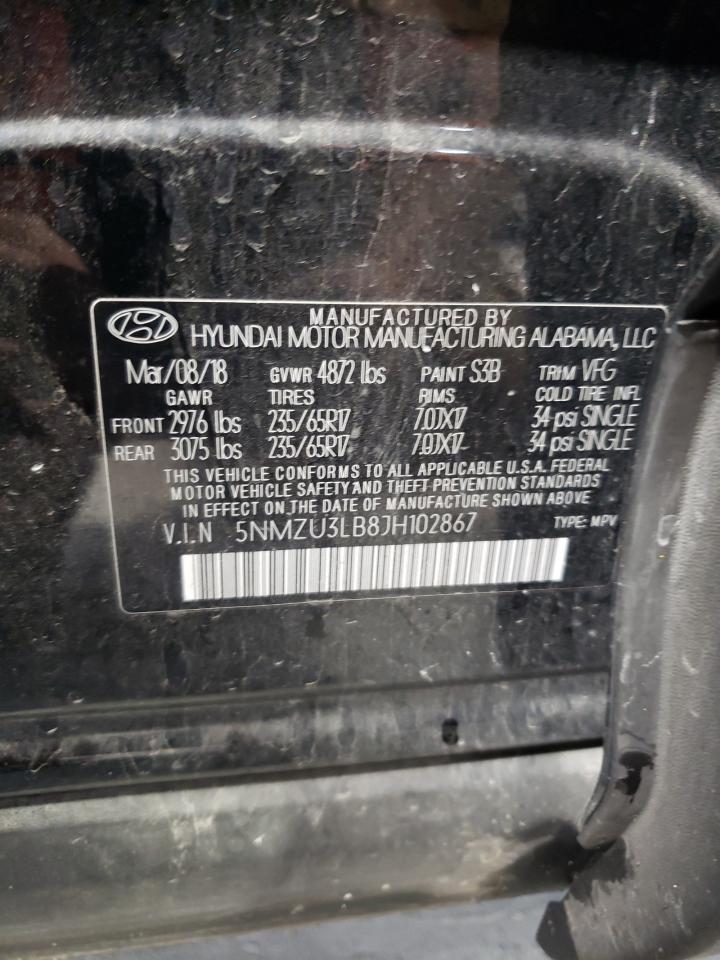 MANUFACTURED BY
HYUNDAI MOTOR MANUFACTURING ALABAMA, LLC
Mar/08/18 GVWR 4872 lbs PAINT S3B TRIM VFG
GAWR TIRES RIMS COLD TIRE INFL
FRONT 2976 lbs 235/65R17 7.0JX17 34 psi SINGLE
REAR 3075 lbs 235/65R17 7.0JX17 34 psi SINGLE
THIS VEHICLE CONFORMS TO ALL APPLICABLE U.S.A. FEDERAL
MOTOR VEHICLE SAFETY AND THEFT PREVENTION STANDARDS
IN EFFECT ON THE DATE OF MANUFACTURE SHOWN ABOVE
V.I.N 5NMZU3LB8JH102867 TYPE: MPV